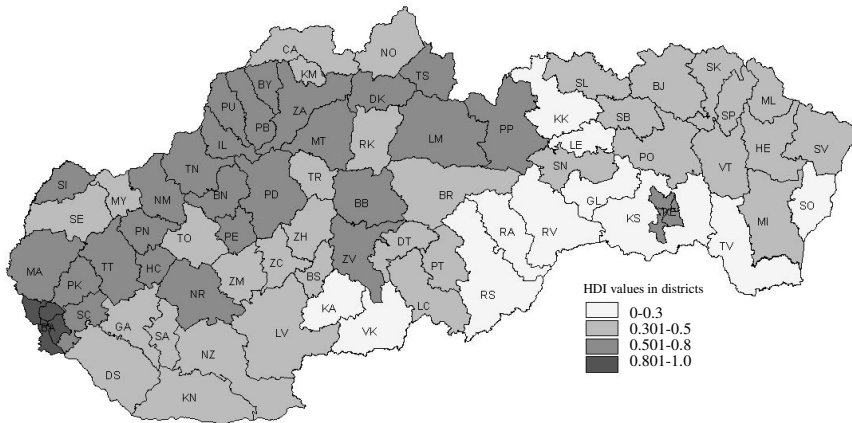 CA
NO
KM
TS
BY
DK
PU
ZA
PB
IL
MT
RK
LM
PP
SL
BJ
SK
ML
SP
KK
SB
LE
HE
SV
SN
PO
VT
TN
TR
SI
MY
NM
BN
PD
BB
BR
GL
KS
KE
SO
SE
PN
TO
PE
ZH
ZV
DT
RA
RV
MI
TV
MA
PK
TT
HC
ZM
ZC
BS
PT
NR
KA
LC
RS
SC
BA
GA
SA
LV
VK
NZ
DS
KN
HDI values in districts
0-0.3
0.301-0.5
0.501-0.8
0.801-1.0